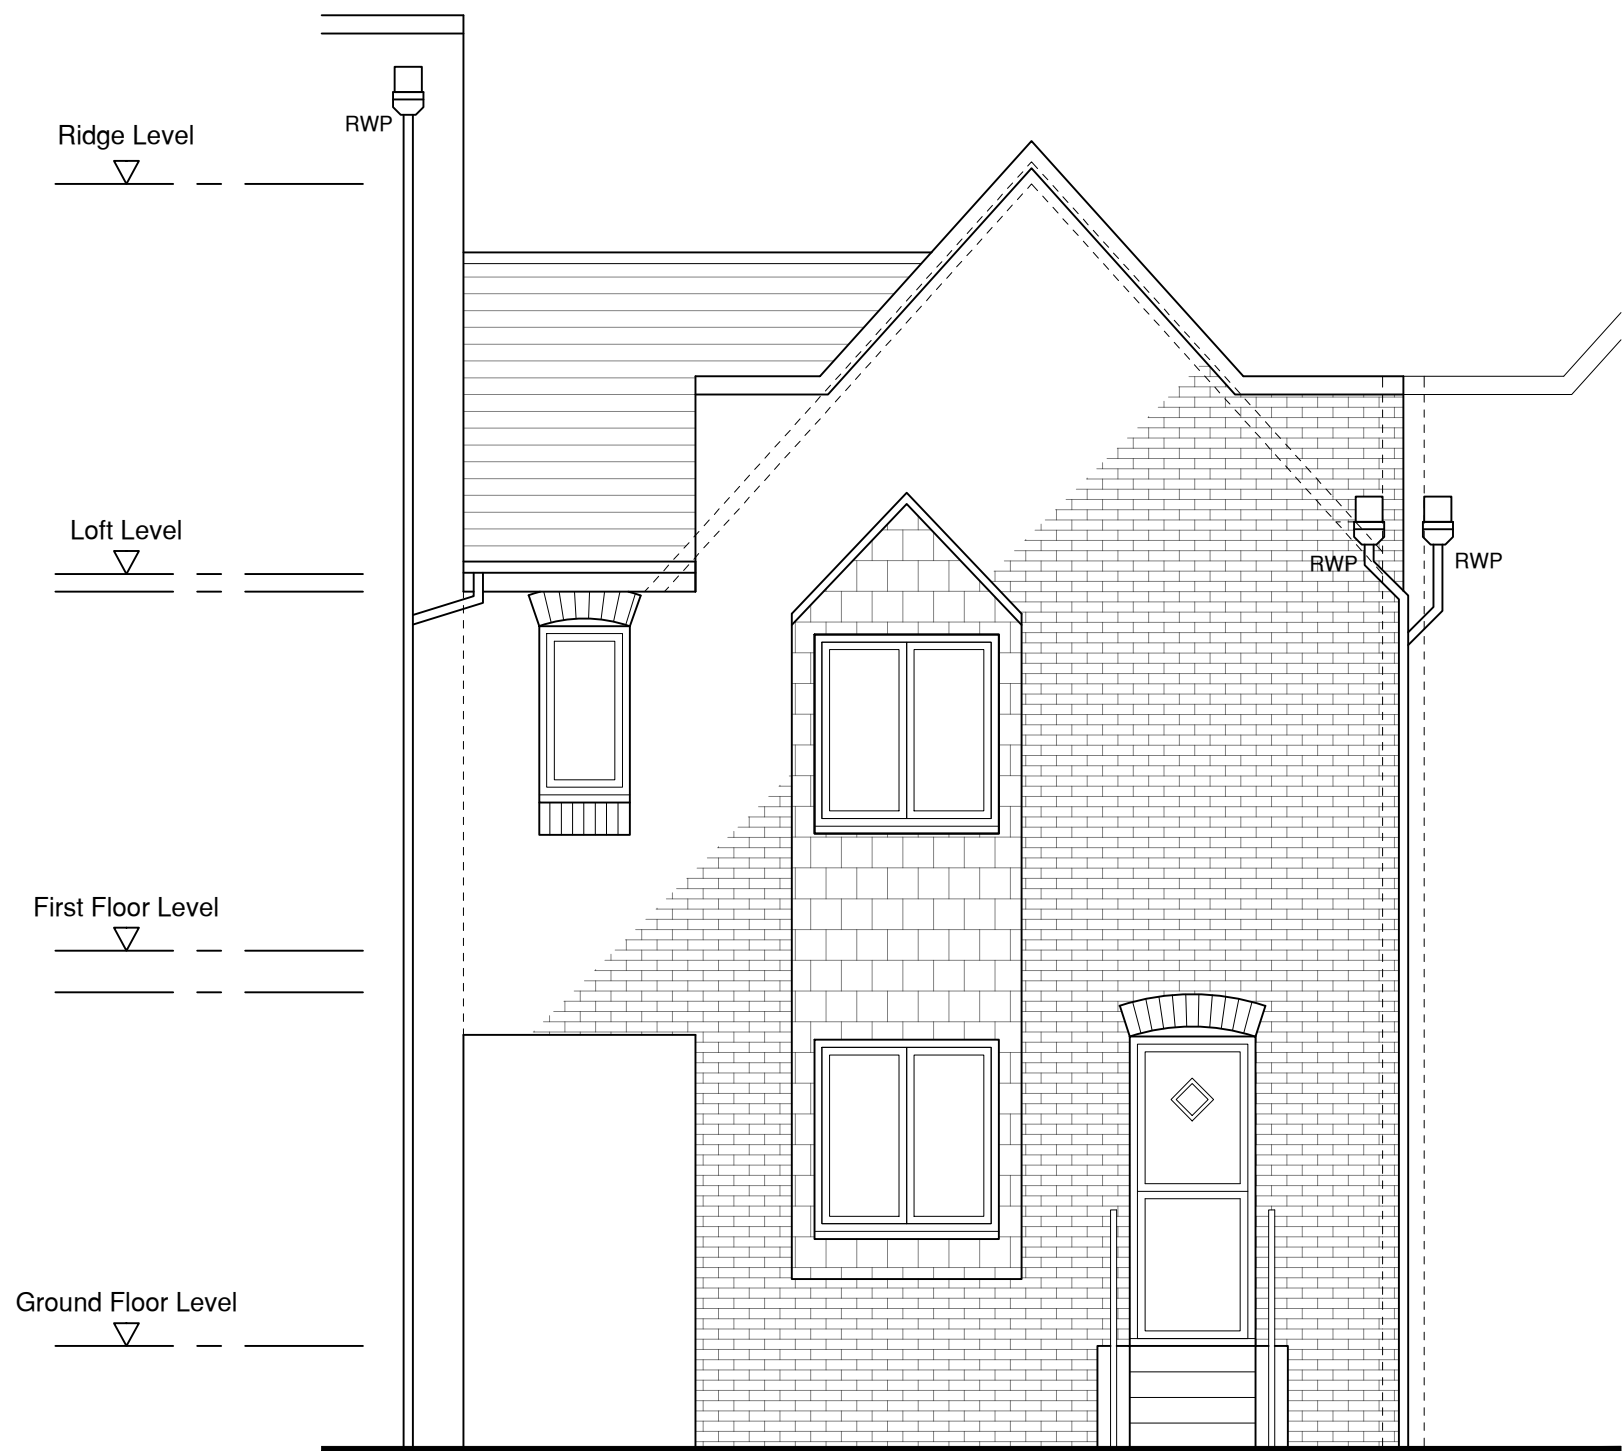 RWP
Ridge Level
Loft Level
RWP
RWP
First Floor Level
Ground Floor Level